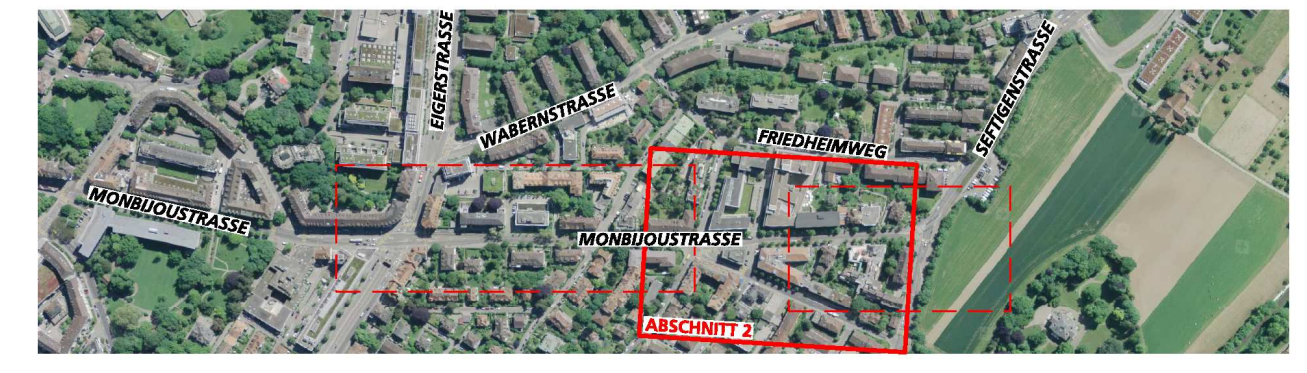 EIGERSTRASSE
WABERNSTRASSE
FRIEDHEIMWEG
SEFTIGENSTRASSE
MONBIJOUSTRASSE
MONBIJOUSTRASSE
ABSCHNITT 2